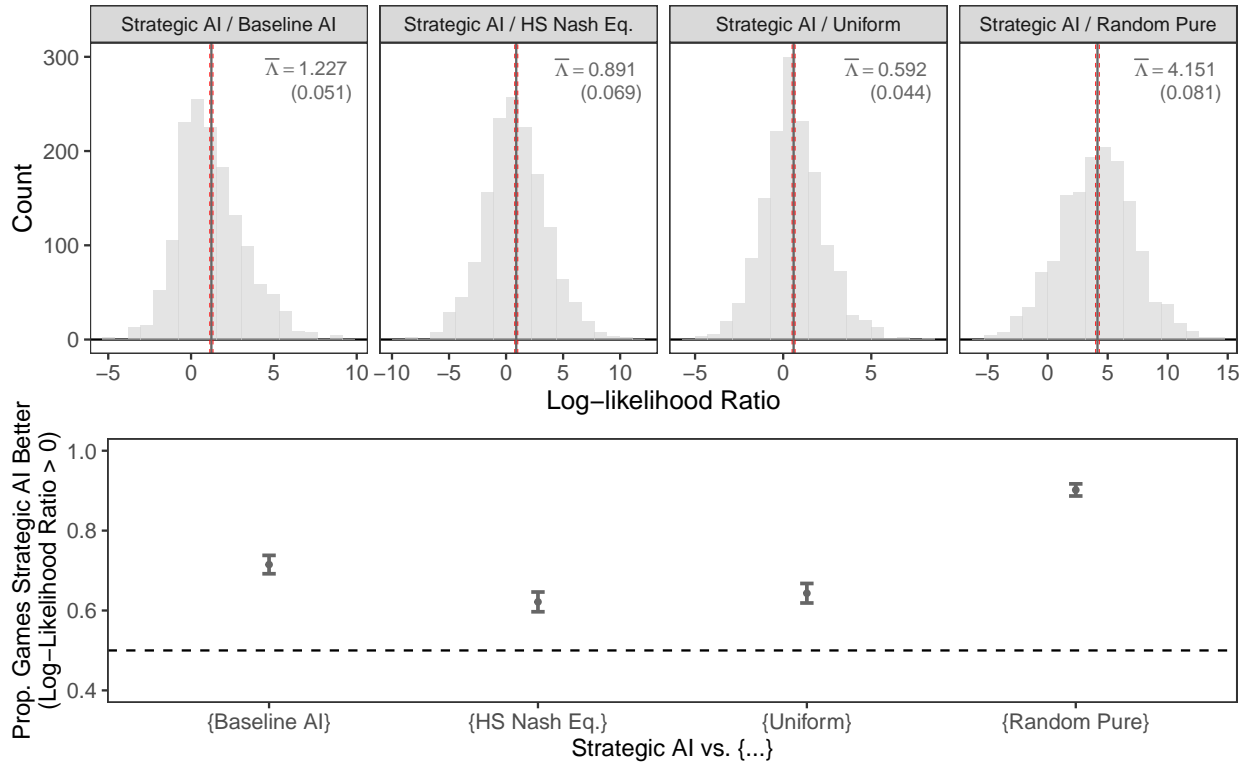 Strategic AI / Baseline AI
Strategic AI / HS Nash Eq.
Strategic AI / Uniform
Strategic AI / Random Pure
Λ̅ = 1.227
(0.051)
Λ̅ = 0.891
(0.069)
Λ̅ = 0.592
(0.044)
Λ̅ = 4.151
(0.081)
Count
300
200
100
0
−5 0 5 10
−10 −5 0 5 10
−5 0 5
−5 0 5 10 15
Log−likelihood Ratio
Prop. Games Strategic AI Better
(Log−Likelihood Ratio > 0)
1.0
0.8
0.6
0.4
{Baseline AI} {HS Nash Eq.} {Uniform} {Random Pure}
Strategic AI vs. {...}